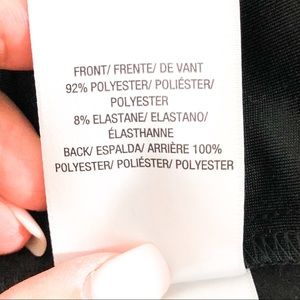 FRONT/ FRENTE/ DE VANT
92% POLYESTER/ POLIÉSTER/
POLYESTER
8% ELASTANE/ ELASTANO/
ÉLASTHANNE
BACK/ ESPALDA/ ARRIÈRE 100%
POLYESTER/ POLIÉSTER/ POLYESTER